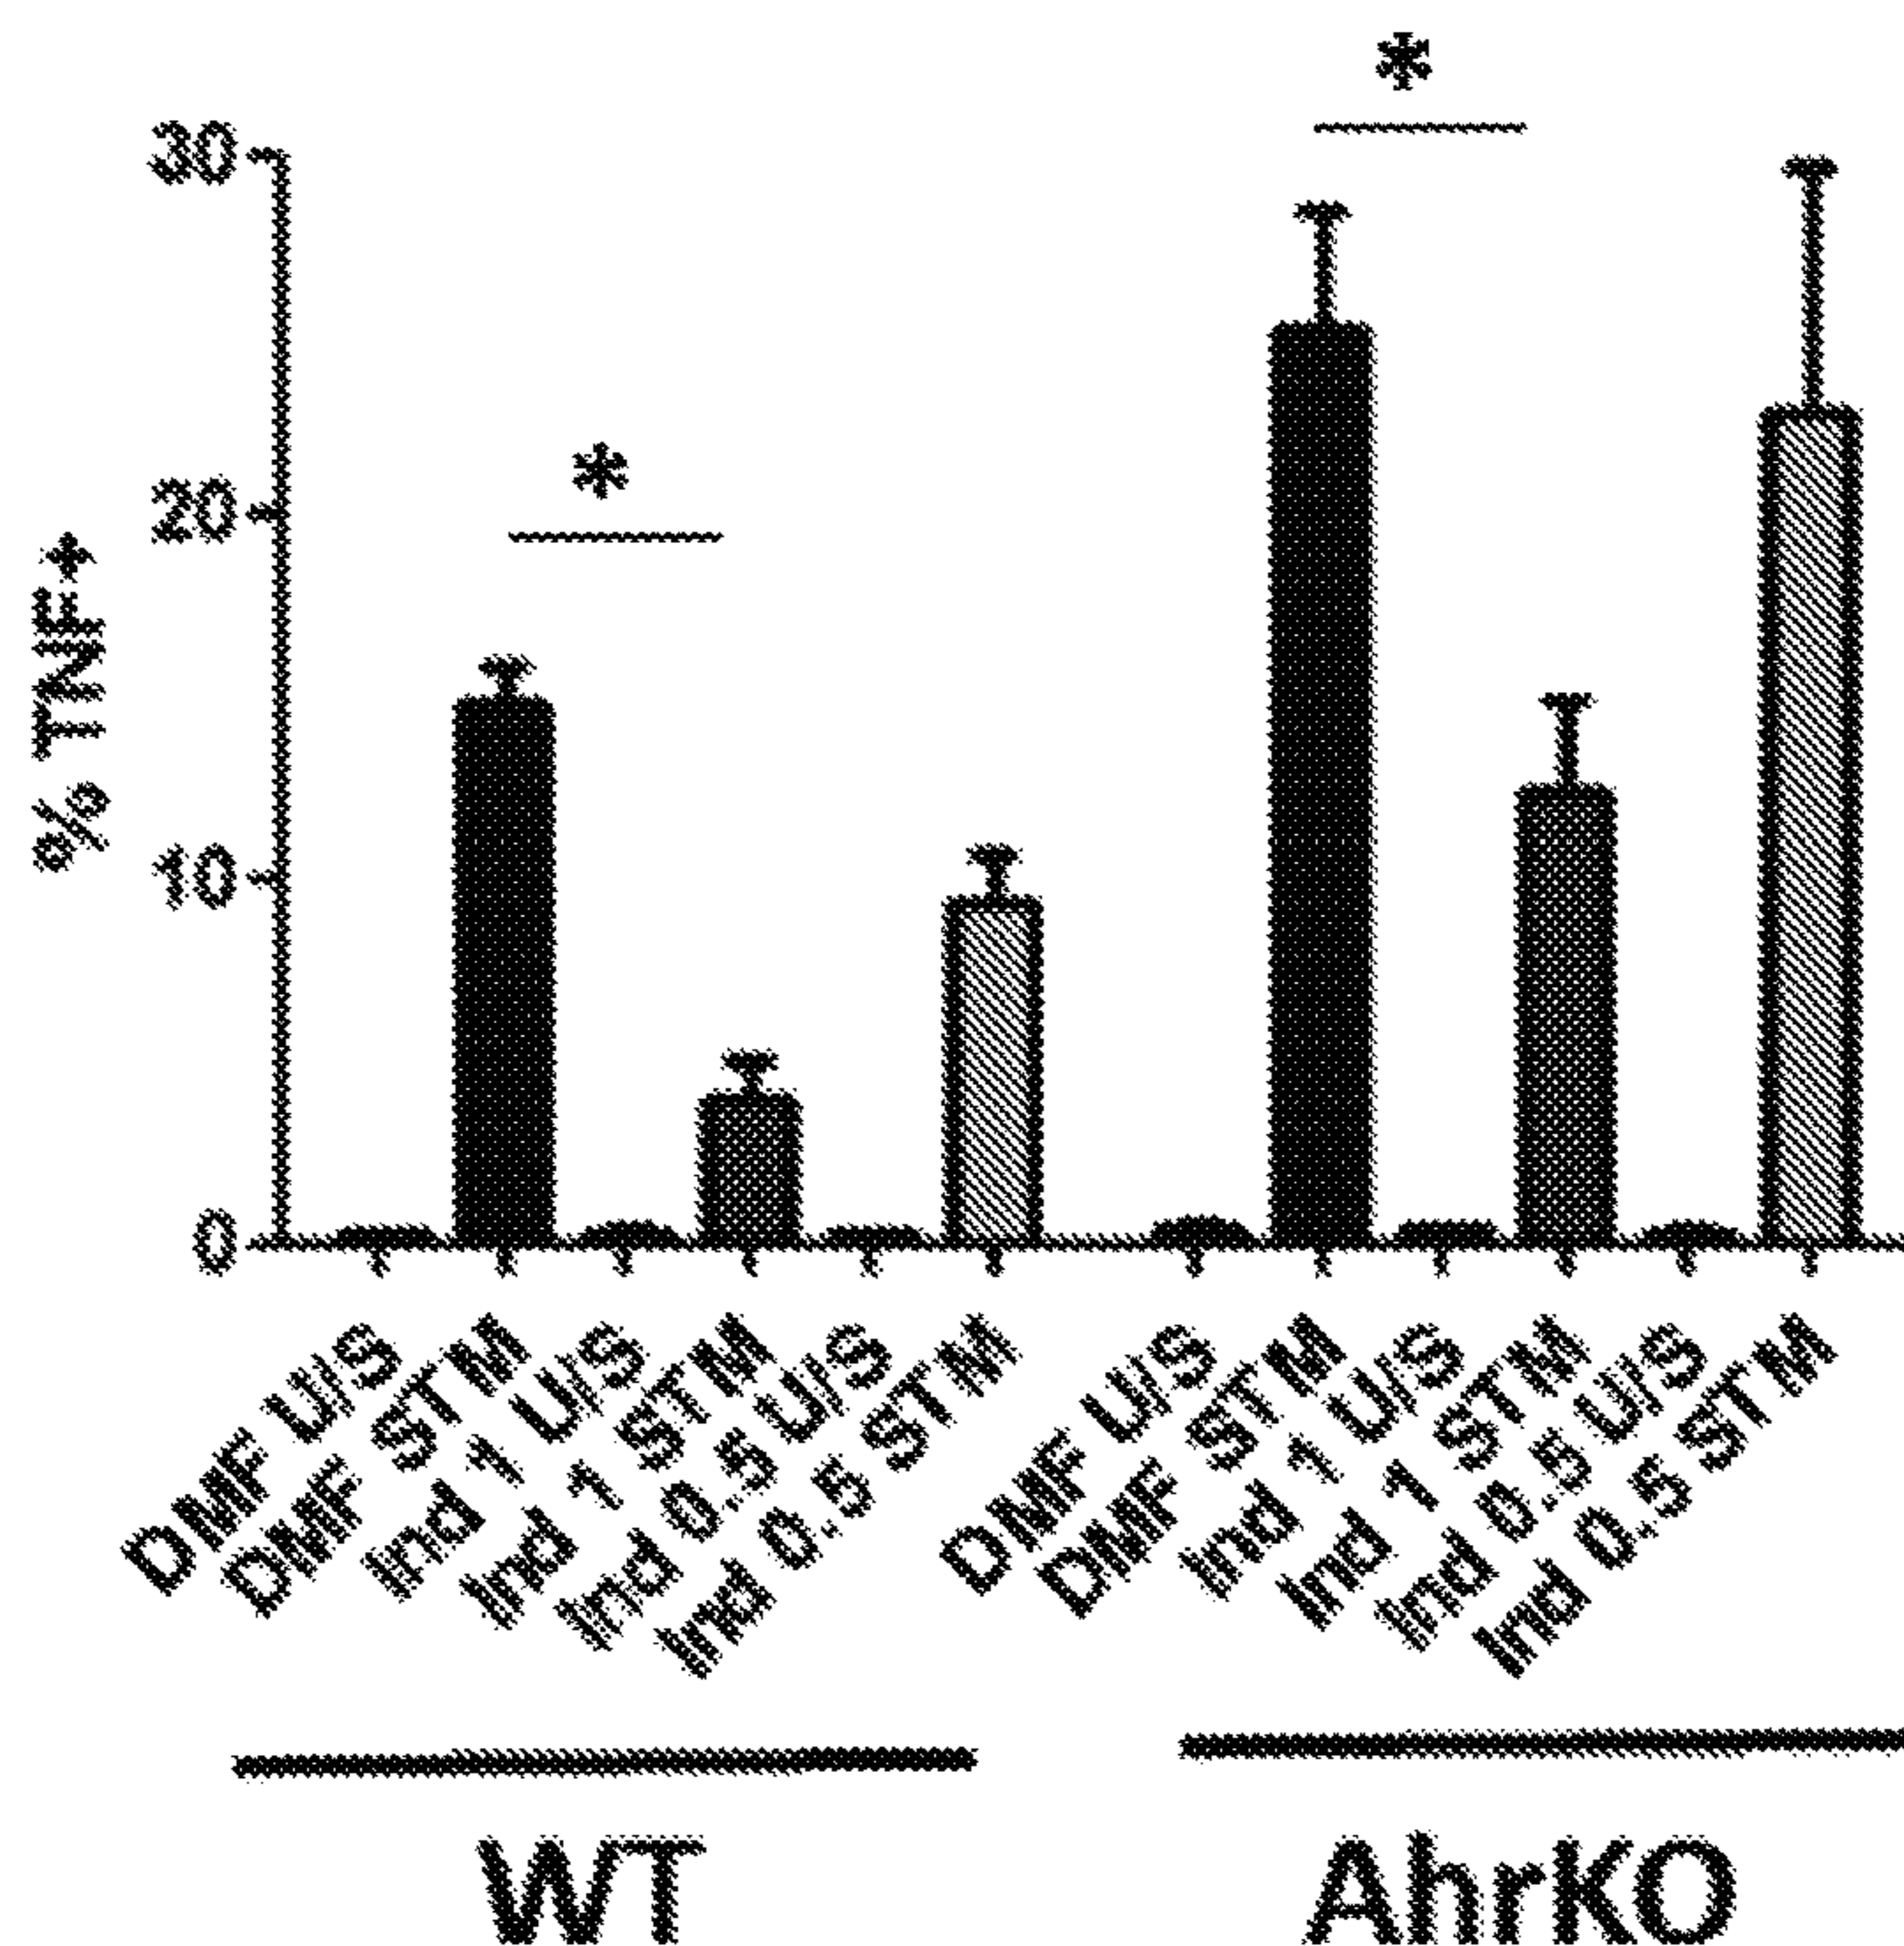 *
30
*
20
% TNF+
10
0
DMF U/S
DMF STM
Ind 1 U/S
Ind 1 STM
Ind 0.5 U/S
Ind 0.5 STM
DMF U/S
DMF STM
Ind 1 U/S
Ind 1 STM
Ind 0.5 U/S
Ind 0.5 STM
WT
AhrKO